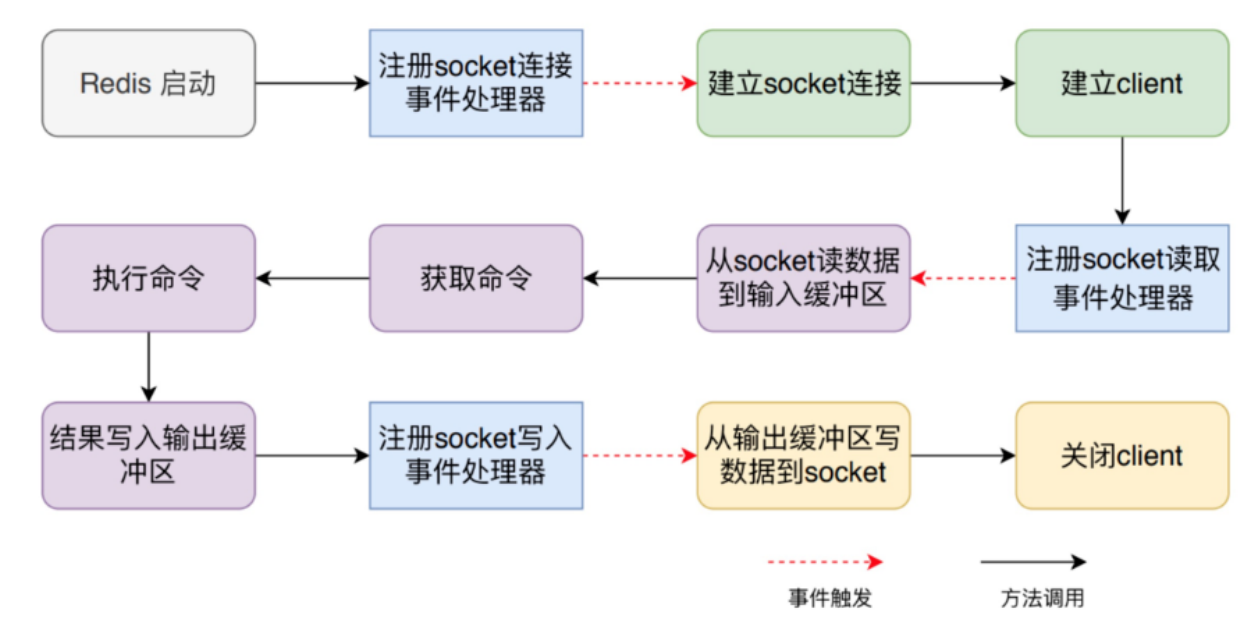 Redis 启动
注册socket连接
事件处理器
建立socket连接
建立client
执行命令
获取命令
从socket读数据
到输入缓冲区
注册socket读取
事件处理器
结果写入输出缓
冲区
注册socket写入
事件处理器
从输出缓冲区写
数据到socket
关闭client
事件触发
方法调用